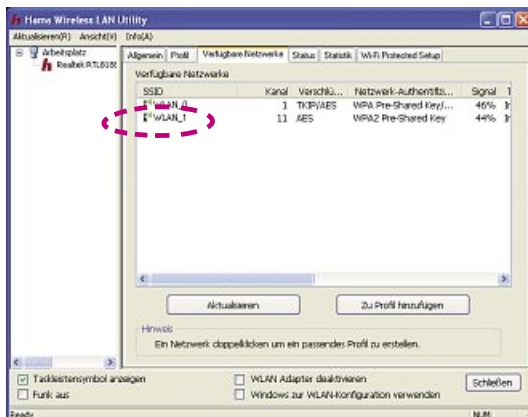 Hama Wireless LAN Utility
Aktualisieren(R) Ansicht(V) Info(A)
Arbeitsplatz
Realtek RTL818
Allgemein Profil Verfügbare Netzwerke Status Statistik Wi-Fi Protected Setup
Verfügbare Netzwerke
SSID Kanal Verschlü... Netzwerk-Authentifizi... Signal
WLAN_0 1 TKIP/AES WPA Pre-Shared Key/... 46%
WLAN_1 11 AES WPA2 Pre-Shared Key 44%
Aktualisieren Zu Profil hinzufügen
Hinweis
Ein Netzwerk doppelklicken um ein passendes Profil zu erstellen.
Taskleistensymbol anzeigen WLAN Adapter deaktivieren
Funk aus Windows zur WLAN-Konfiguration verwenden
Schließen
Ready NUM